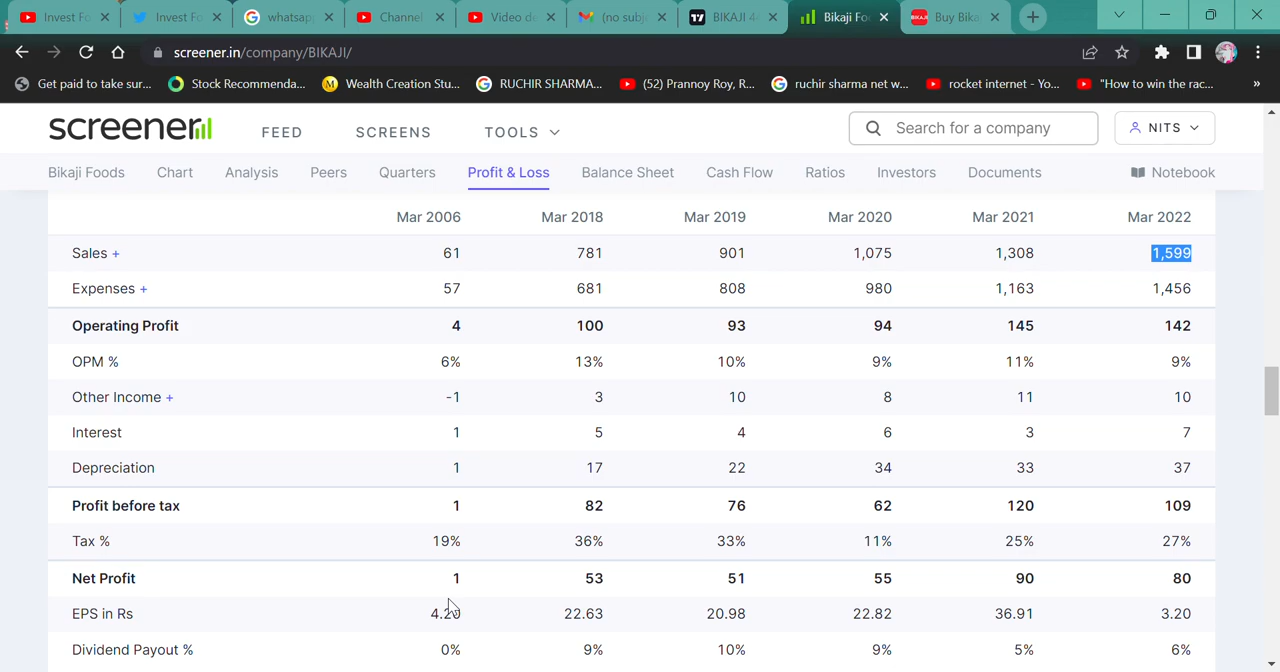 Invest Fo
Invest Fo
whatsap
Channel
Video de
(no subj
BIKAJI 4
Bikaji Fo
Buy Bika
screener.in/company/BIKAJI/
Get paid to take sur...
Stock Recommenda...
Wealth Creation Stu...
RUCHIR SHARMA...
(52) Prannoy Roy, R...
ruchir sharma net w...
rocket internet - Yo...
"How to win the rac...
»
screener
FEED
SCREENS
TOOLS
Search for a company
NITS
Bikaji Foods Chart Analysis Peers Quarters Profit & Loss Balance Sheet Cash Flow Ratios Investors Documents Notebook
Mar 2006 Mar 2018 Mar 2019 Mar 2020 Mar 2021 Mar 2022
Sales + 61 781 901 1,075 1,308 1,599
Expenses + 57 681 808 980 1,163 1,456
Operating Profit 4 100 93 94 145 142
OPM % 6% 13% 10% 9% 11% 9%
Other Income + -1 3 10 8 11 10
Interest 1 5 4 6 3 7
Depreciation 1 17 22 34 33 37
Profit before tax 1 82 76 62 120 109
Tax % 19% 36% 33% 11% 25% 27%
Net Profit 1 53 51 55 90 80
EPS in Rs 22.63 20.98 22.82 36.91 3.20
Dividend Payout % 0% 9% 10% 9% 5% 6%